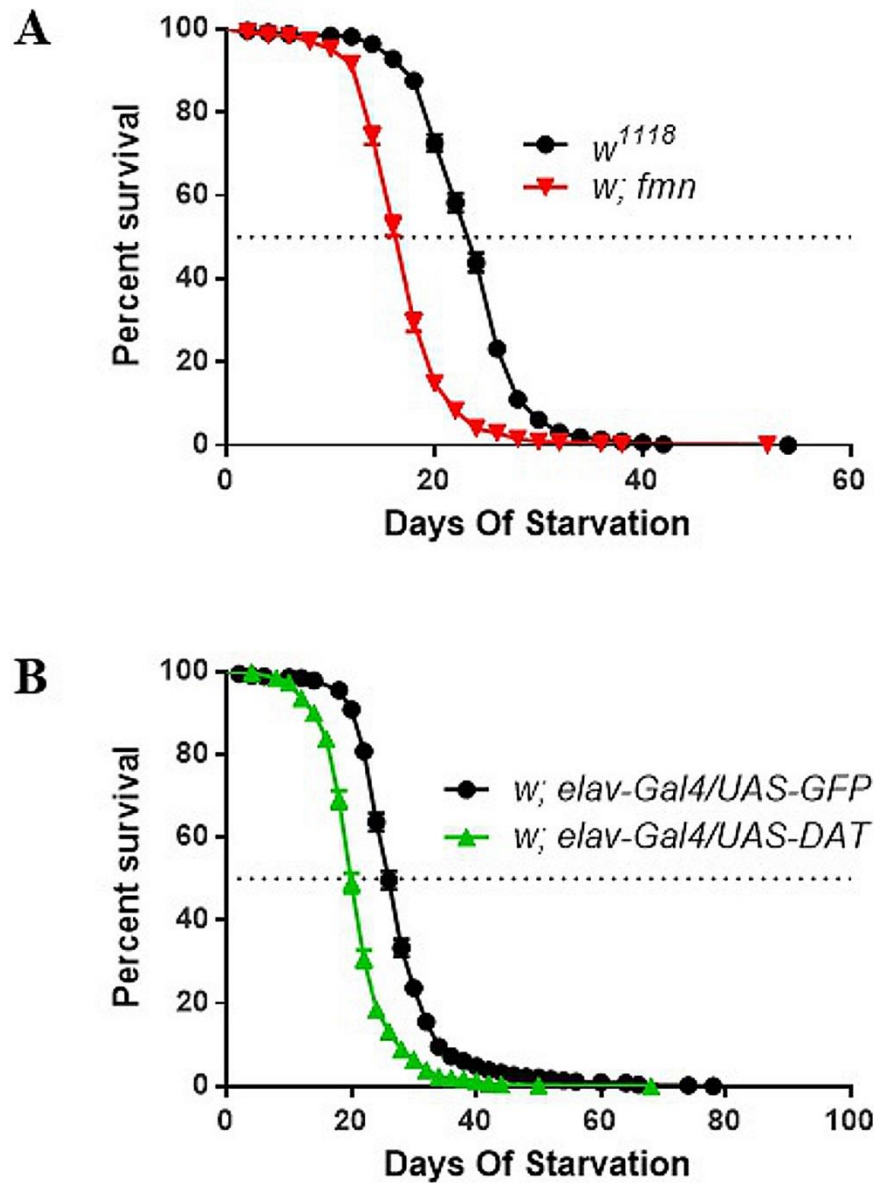 A
100
80
60
40
20
0
Percent survival
w1118
w; fmn
0 20 40 60
Days Of Starvation
B
100
80
60
40
20
0
Percent survival
w; elav-Gal4/UAS-GFP
w; elav-Gal4/UAS-DAT
0 20 40 60 80 100
Days Of Starvation